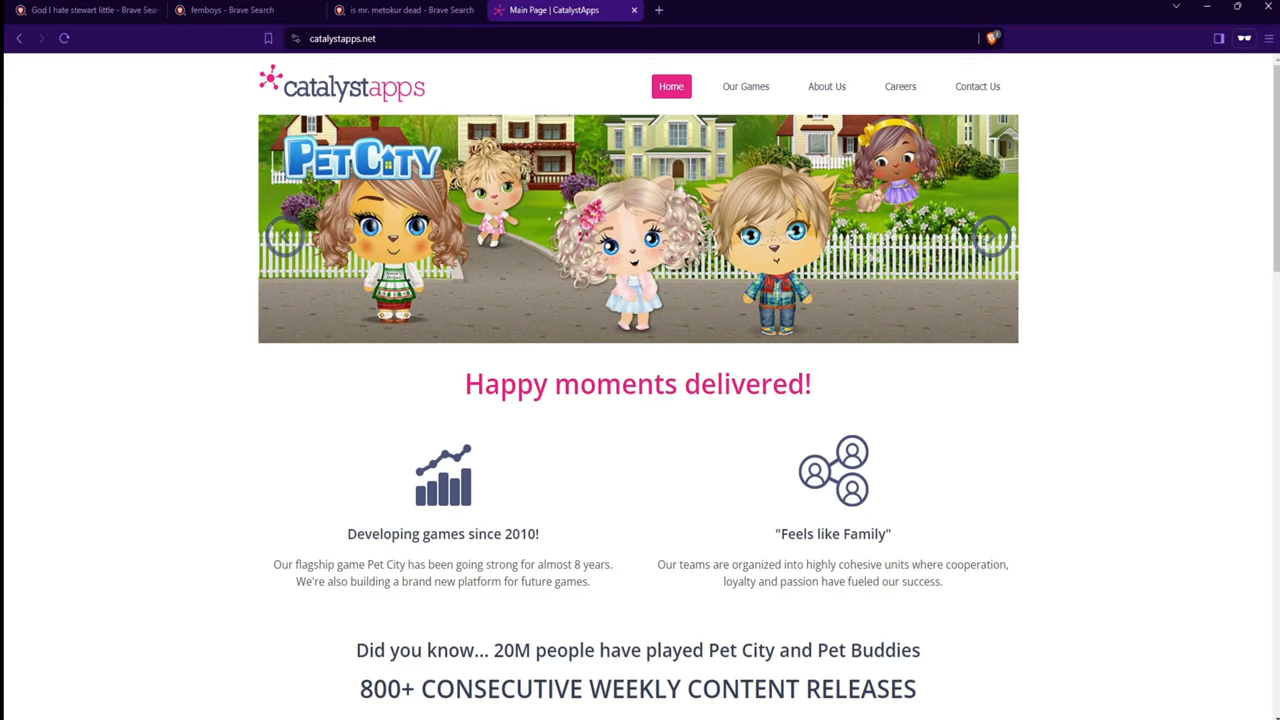 God I hate stewart little - Brave Sear
femboys - Brave Search
is mr. metokur dead - Brave Search
Main Page | CatalystApps
catalystapps.net
1
catalystapps
Home
Our Games
About Us
Careers
Contact Us
PET CITY
Happy moments delivered!
Developing games since 2010!
Our flagship game Pet City has been going strong for almost 8 years.
We're also building a brand new platform for future games.
"Feels like Family"
Our teams are organized into highly cohesive units where cooperation,
loyalty and passion have fueled our success.
Did you know... 20M people have played Pet City and Pet Buddies
800+ CONSECUTIVE WEEKLY CONTENT RELEASES